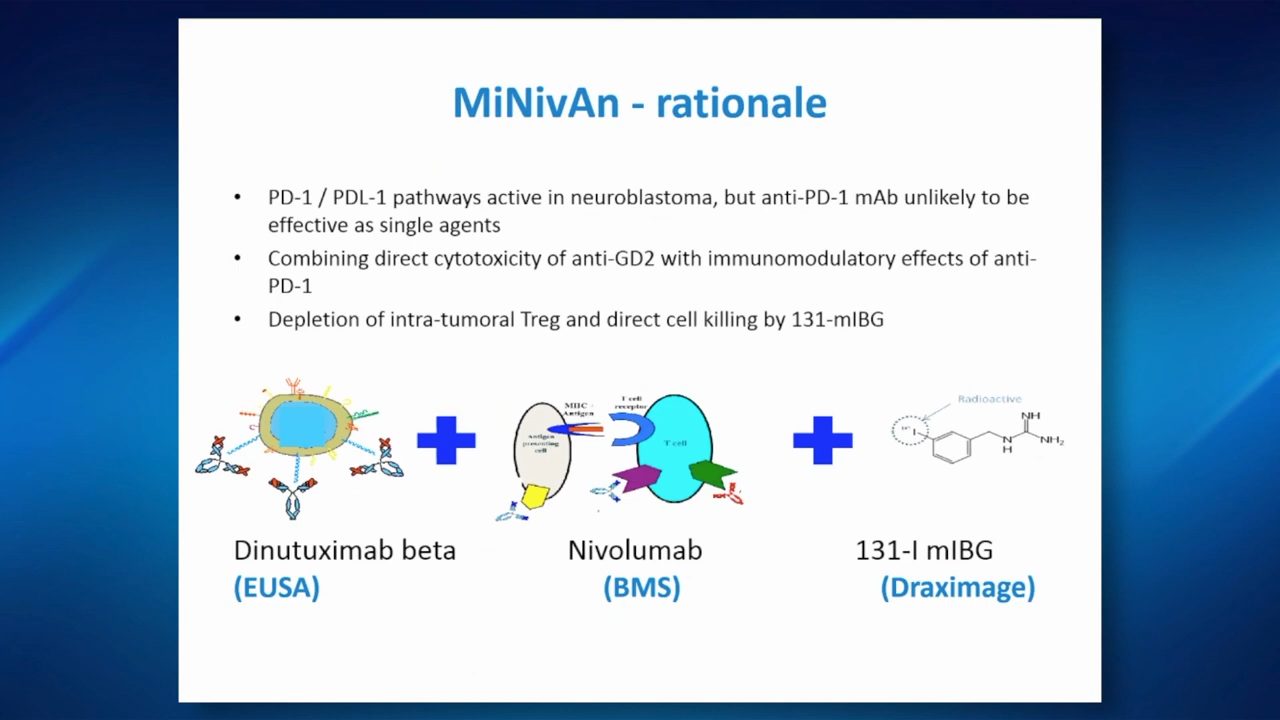 MiNivAn - rationale
• PD-1 / PDL-1 pathways active in neuroblastoma, but anti-PD-1 mAb unlikely to be
effective as single agents
• Combining direct cytotoxicity of anti-GD2 with immunomodulatory effects of anti-
PD-1
• Depletion of intra-tumoral Treg and direct cell killing by 131-mIBG
MHC -
Antigen
T cell
receptor
Antigen
presenting
cell
T cell
Radioactive
I
NH
N
H
NH2
Dinutuximab beta
Nivolumab
131-I mIBG
(EUSA)
(BMS)
(Draximage)